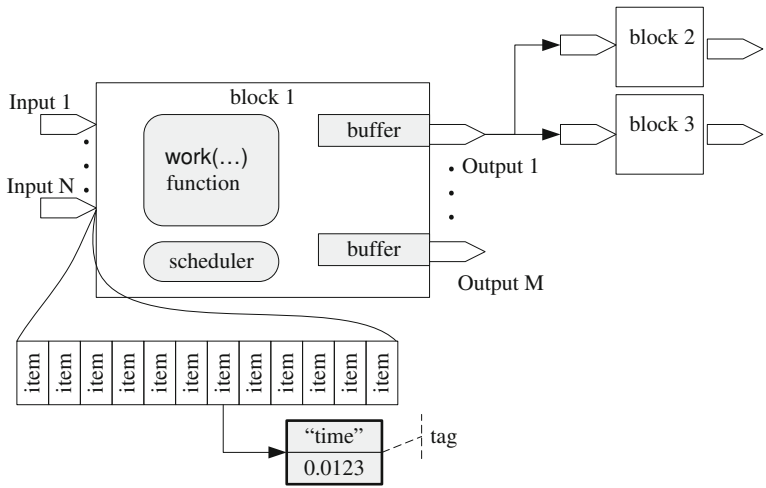 block 2
block 1
block 3
Input 1
buffer
work(...)
function
Output 1
Input N
buffer
scheduler
Output M
item item item item item item item item item item item item
"time"
tag
0.0123